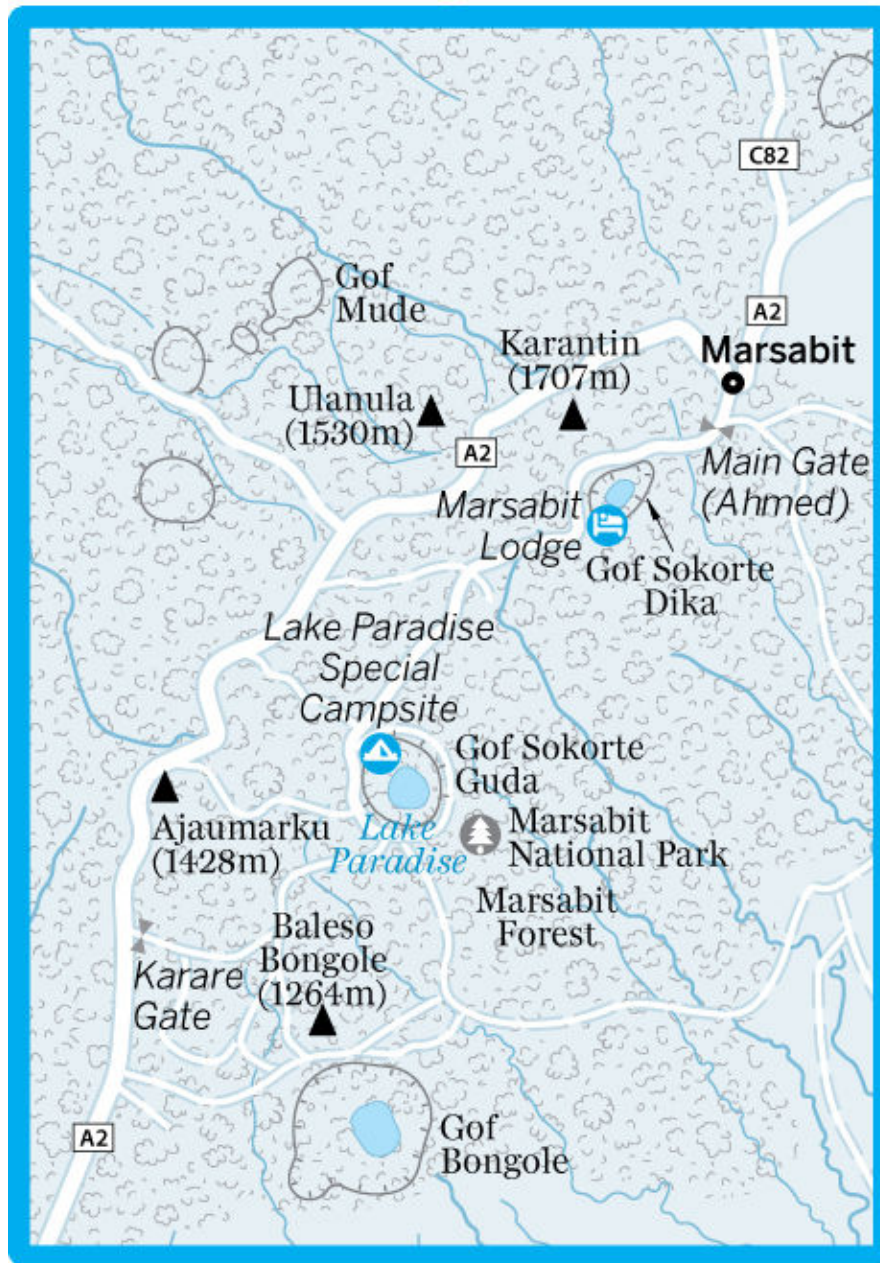 C82
Gof
Mude
A2
Karantin
(1707m)
Marsabit
Ulanula
(1530m)
A2
Main Gate
(Ahmed)
Marsabit
Lodge
Gof Sokorte
Dika
Lake Paradise
Special
Campsite
Gof Sokorte
Guda
Ajaumarku
(1428m)
Lake
Paradise
Marsabit
National Park
Marsabit
Forest
Baleso
Bongole
(1264m)
Karare
Gate
A2
Gof
Bongole